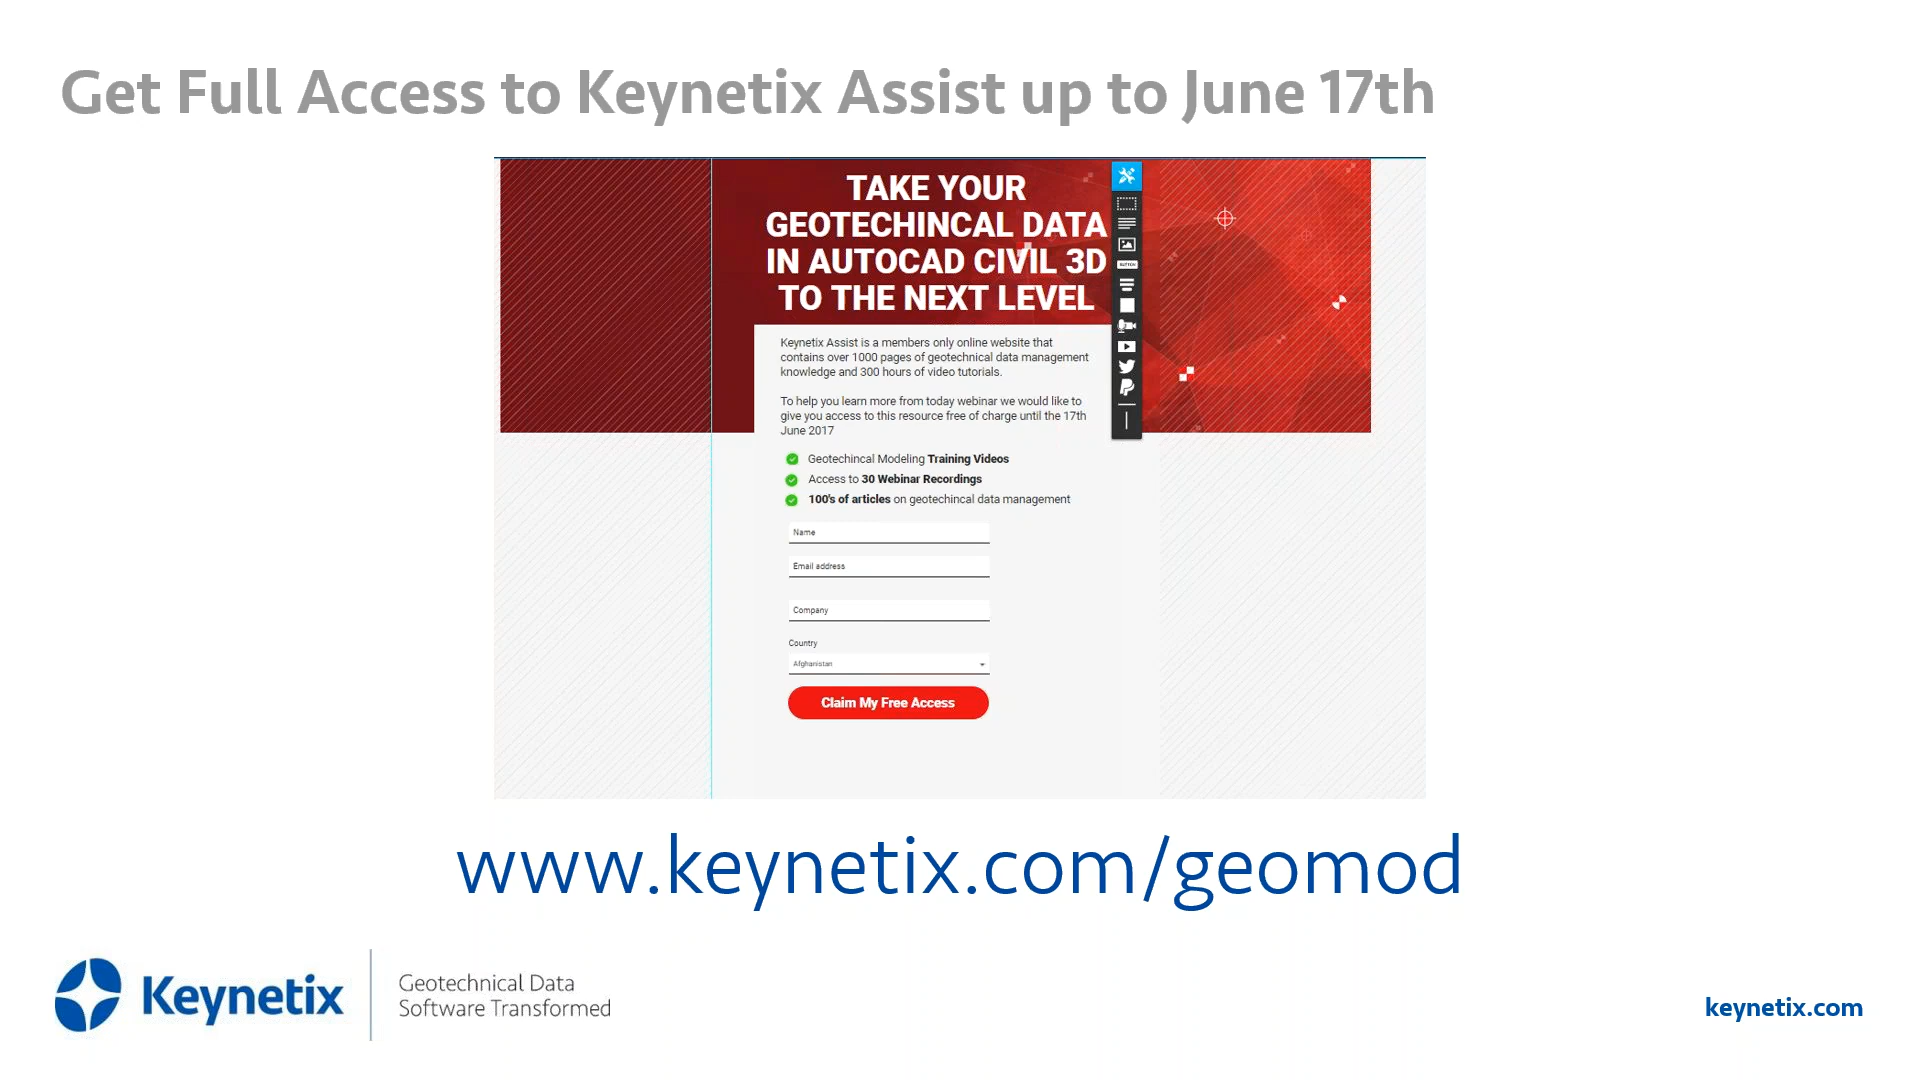 Get Full Access to Keynetix Assist up to June 17th
TAKE YOUR
GEOTECHINCAL DATA
IN AUTOCAD CIVIL 3D
TO THE NEXT LEVEL
BUTTON
Keynetix Assist is a members only online website that
contains over 1000 pages of geotechnical data management
knowledge and 300 hours of video tutorials.
To help you learn more from today webinar we would like to
give you access to this resource free of charge until the 17th
June 2017
Geotechincal Modeling Training Videos
Access to 30 Webinar Recordings
100's of articles on geotechincal data management
Name
Email address
Company
Country
Afghanistan
Claim My Free Access
www.keynetix.com/geomod
Keynetix
Geotechnical Data
Software Transformed
keynetix.com